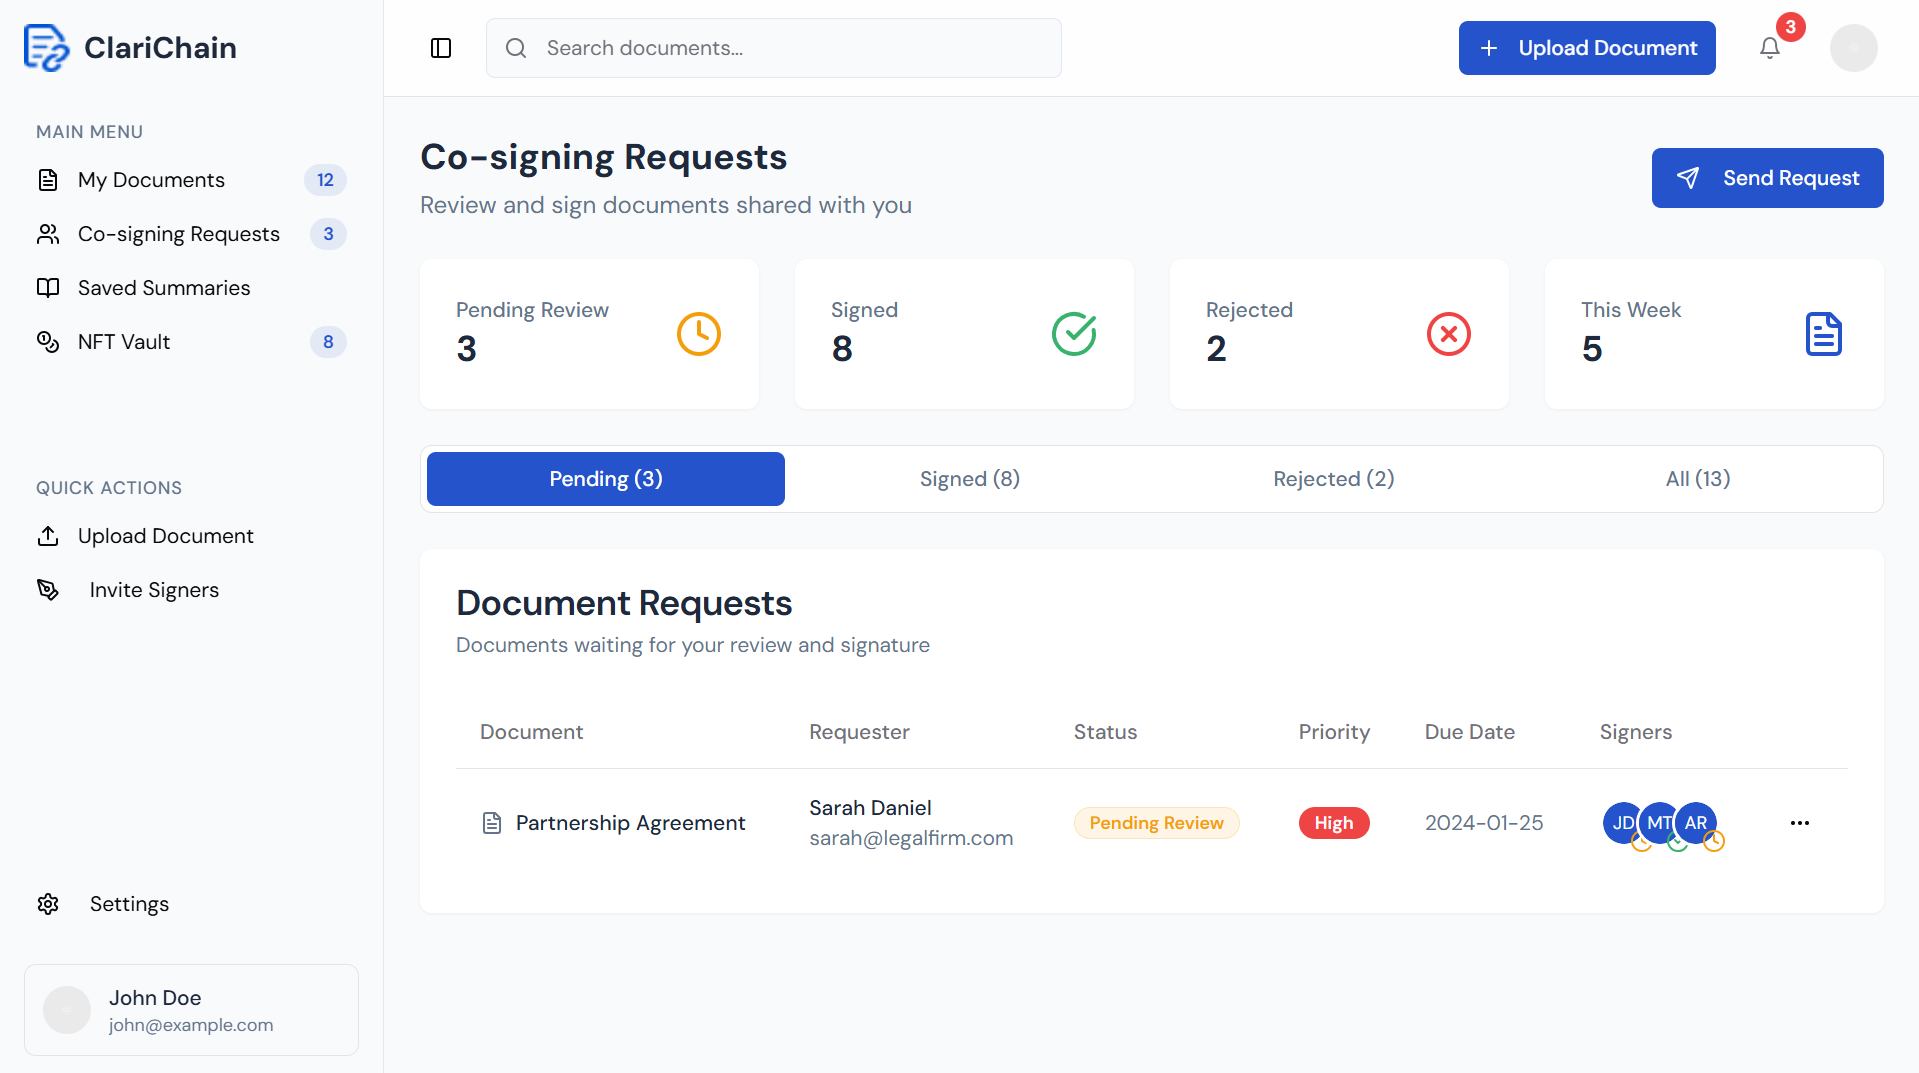 ClariChain
Search documents...
Upload Document
3
MAIN MENU
My Documents 12
Co-signing Requests 3
Saved Summaries
NFT Vault 8
QUICK ACTIONS
Upload Document
Invite Signers
Settings
John Doe
john@example.com
Co-signing Requests
Review and sign documents shared with you
Send Request
Pending Review
3
Signed
8
Rejected
2
This Week
5
Pending (3) Signed (8) Rejected (2) All (13)
Document Requests
Documents waiting for your review and signature
Document Requester Status Priority Due Date Signers
Partnership Agreement
Sarah Daniel
sarah@legalfirm.com
Pending Review
High
2024-01-25
JD MT AR